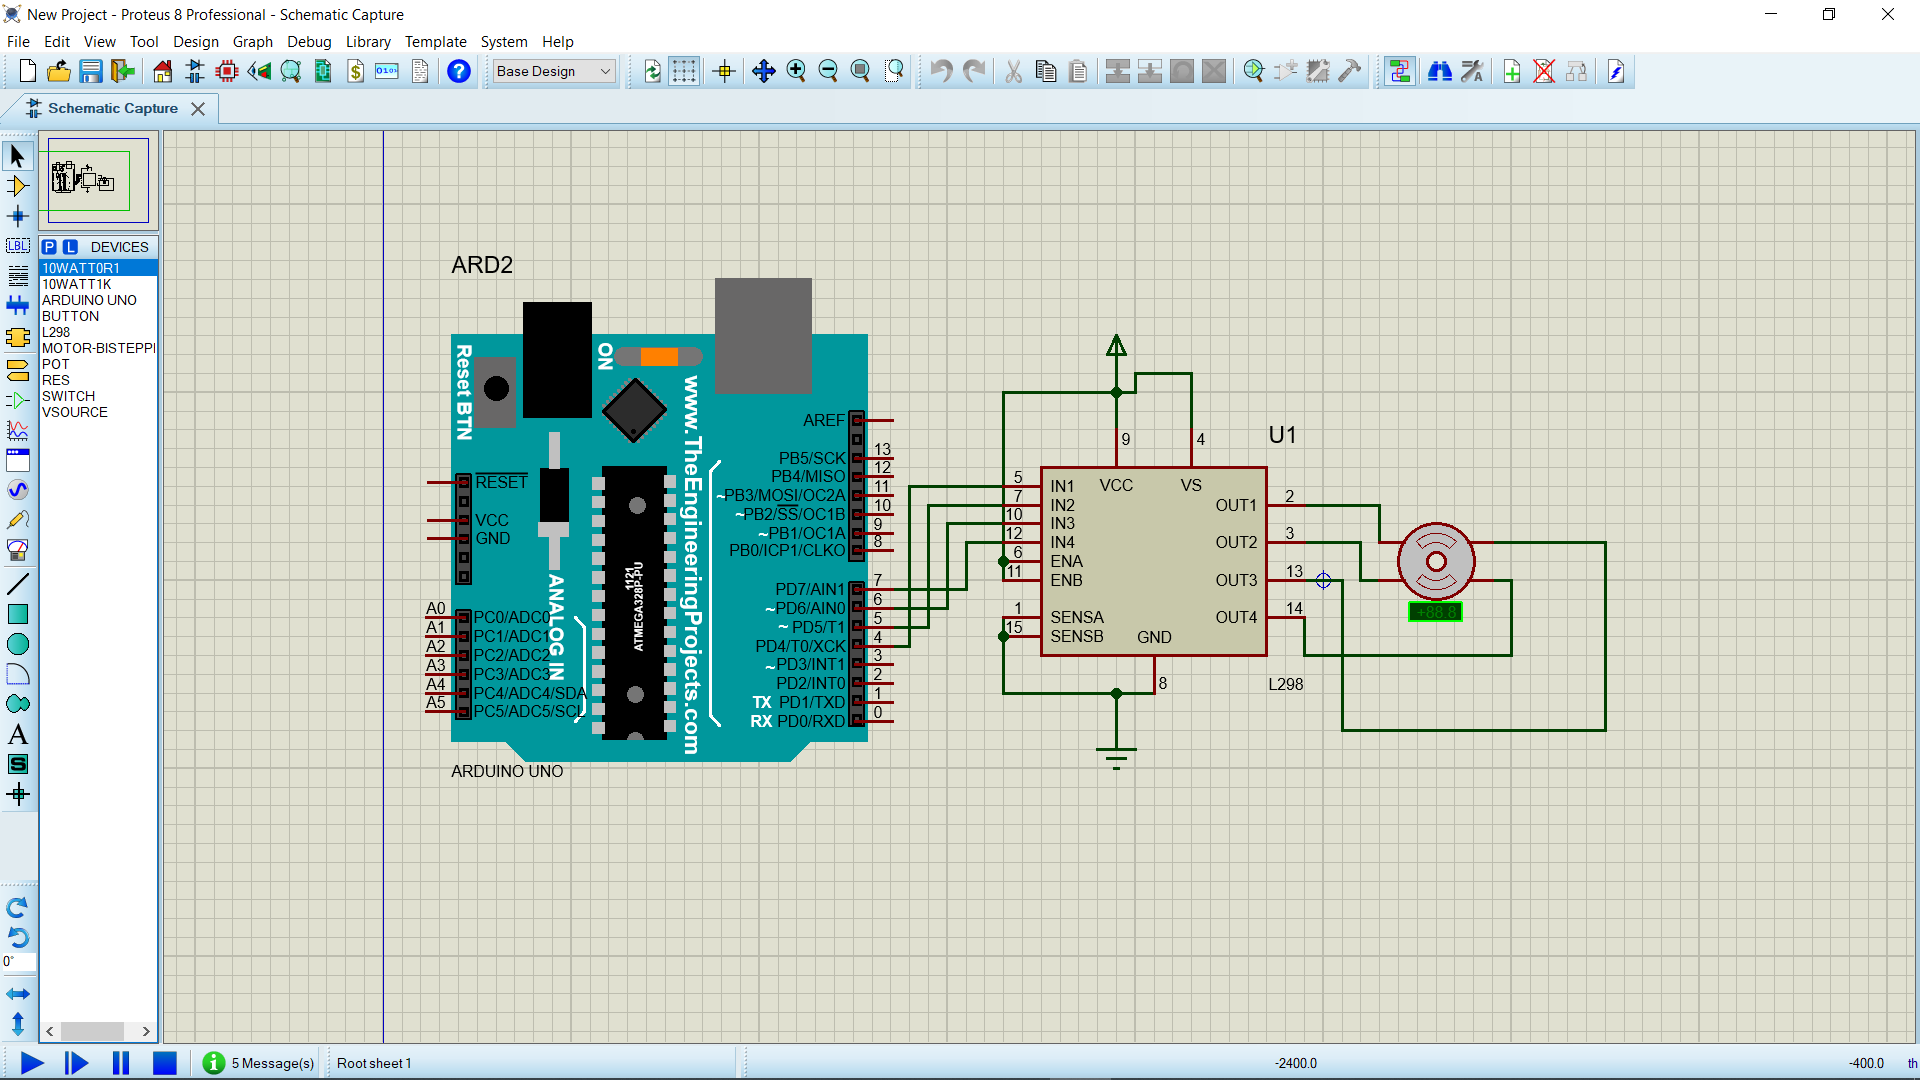 New Project - Proteus 8 Professional - Schematic Capture
File Edit View Tool Design Graph Debug Library Template System Help
Base Design
Schematic Capture
P L DEVICES
10WATT0R1
10WATT1K
ARDUINO UNO
BUTTON
L298
MOTOR-BISTEPPI
POT
RES
SWITCH
VSOURCE
LBL
A
S
0°
ARD2
Reset BTN
ON
www.TheEngineeringProjects.com
ANALOG IN
1121
ATMEGA328P-PU
RESET
VCC
GND
A0 PC0/ADC0
A1 PC1/ADC1
A2 PC2/ADC2
A3 PC3/ADC3
A4 PC4/ADC4/SDA
A5 PC5/ADC5/SCL
AREF
PB5/SCK 13
PB4/MISO 12
~PB3/MOSI/OC2A 11
~PB2/SS/OC1B 10
~PB1/OC1A 9
PB0/ICP1/CLKO 8
PD7/AIN1 7
~PD6/AIN0 6
~ PD5/T1 5
PD4/T0/XCK 4
~PD3/INT1 3
PD2/INT0 2
TX PD1/TXD 1
RX PD0/RXD 0
ARDUINO UNO
U1
9 4
VCC VS
5 IN1
7 IN2
10 IN3
12 IN4
6 ENA
11 ENB
1 SENSA
15 SENSB
GND
8
OUT1 2
OUT2 3
OUT3 13
OUT4 14
L298
+88.8
5 Message(s) Root sheet 1 -2400.0 -400.0 th